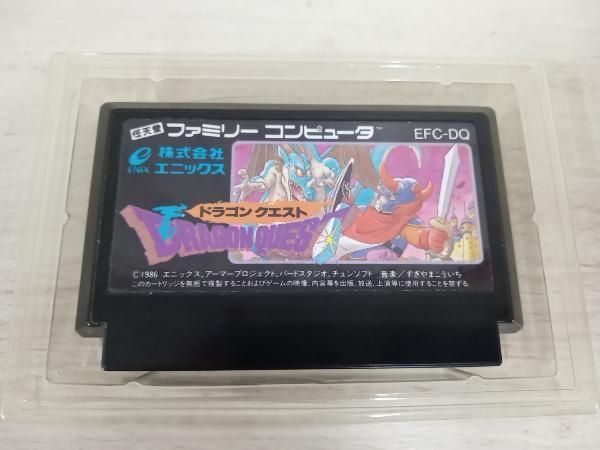 任天堂 ファミリー コンピュータ™ EFC-DQ
e ENIX 株式会社 エニックス
ドラゴン クエスト
DRAGON QUEST
©1986 エニックス、アーマープロジェクト、バードスタジオ、チュンソフト 音楽/すぎやまこういち
このカートリッジを無断で複製することおよびゲームの映像、内容等を出版、放送、上演等に使用することを禁ずる。